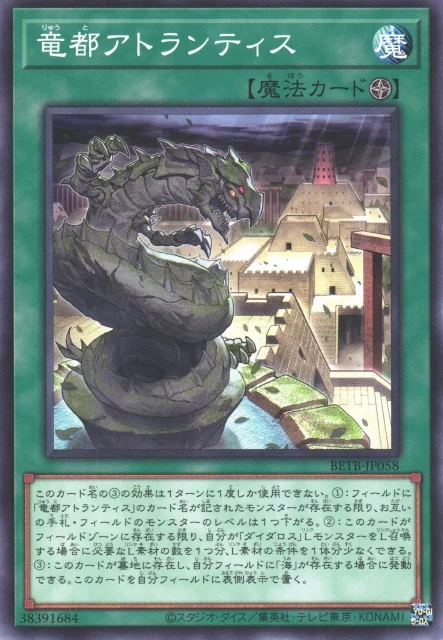 竜都アトランティス
魔
【魔法カード】
BETB-JP058
このカード名の③の効果は1ターンに1度しか使用できない。①：フィールドに
「竜都アトランティス」のカード名が記されたモンスターが存在する限り、お互い
の手札・フィールドのモンスターのレベルは1つ下がる。②：このカードが
フィールドゾーンに存在する限り、自分が「ダイダロス」Lモンスターを L召喚
する場合に必要なL素材の数を1つ分、L素材の条件を1体分少なくできる。
③：このカードが墓地に存在し、自分フィールドに「海」が存在する場合に発動
できる。このカードを自分フィールドに表側表示で置く。
38391684
©スタジオ・ダイス／集英社・テレビ東京・KONAMI